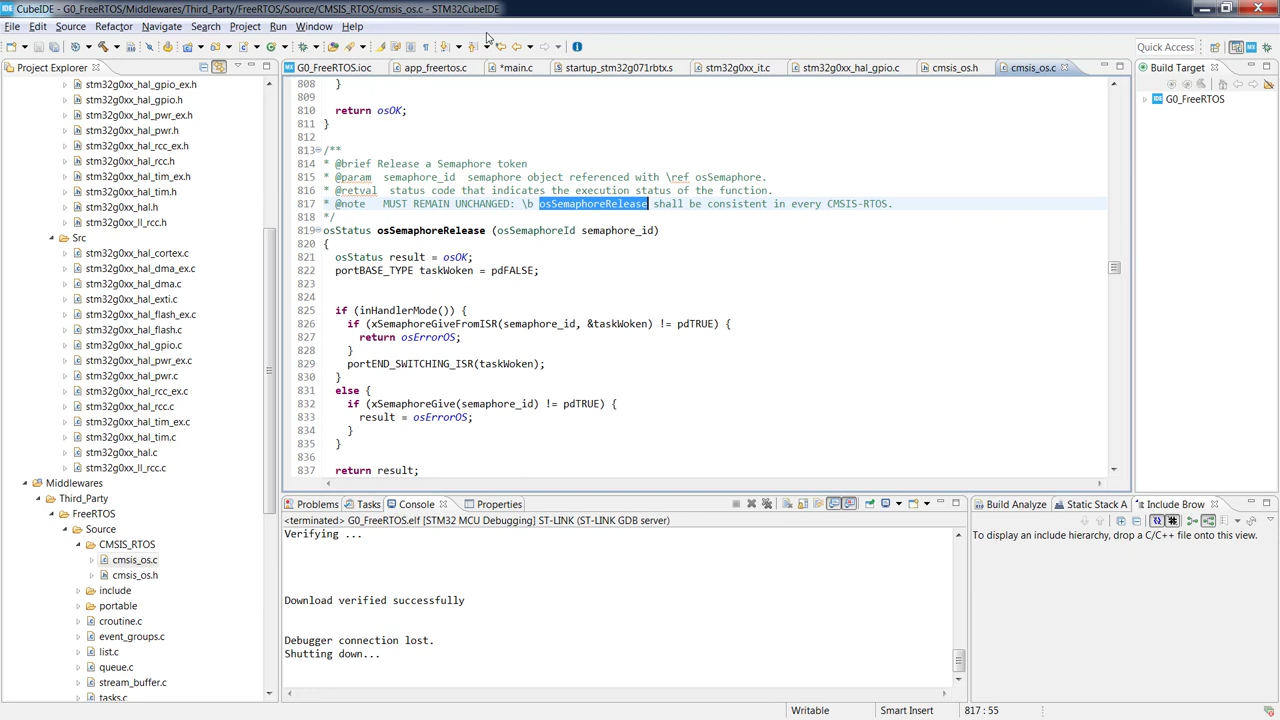 CubeIDE - G0_FreeRTOS/Middlewares/Third_Party/FreeRTOS/Source/CMSIS_RTOS/cmsis_os.c - STM32CubeIDE
File Edit Source Refactor Navigate Search Project Run Window Help
Quick Access
Project Explorer
stm32g0xx_hal_gpio_ex.h
stm32g0xx_hal_gpio.h
stm32g0xx_hal_pwr_ex.h
stm32g0xx_hal_pwr.h
stm32g0xx_hal_rcc_ex.h
stm32g0xx_hal_rcc.h
stm32g0xx_hal_tim_ex.h
stm32g0xx_hal_tim.h
stm32g0xx_hal.h
stm32g0xx_ll_rcc.h
Src
stm32g0xx_hal_cortex.c
stm32g0xx_hal_dma_ex.c
stm32g0xx_hal_dma.c
stm32g0xx_hal_exti.c
stm32g0xx_hal_flash_ex.c
stm32g0xx_hal_flash.c
stm32g0xx_hal_gpio.c
stm32g0xx_hal_pwr_ex.c
stm32g0xx_hal_pwr.c
stm32g0xx_hal_rcc_ex.c
stm32g0xx_hal_rcc.c
stm32g0xx_hal_tim_ex.c
stm32g0xx_hal_tim.c
stm32g0xx_hal.c
stm32g0xx_ll_rcc.c
Middlewares
Third_Party
FreeRTOS
Source
CMSIS_RTOS
cmsis_os.c
cmsis_os.h
include
portable
croutine.c
event_groups.c
list.c
queue.c
stream_buffer.c
tasks.c
G0_FreeRTOS.ioc app_freertos.c *main.c startup_stm32g071rbtx.s stm32g0xx_it.c stm32g0xx_hal_gpio.c cmsis_os.h cmsis_os.c
808 }
809
810 return osOK;
811 }
812
813 /**
814 * @brief Release a Semaphore token
815 * @param semaphore_id semaphore object referenced with \ref osSemaphore.
816 * @retval status code that indicates the execution status of the function.
817 * @note MUST REMAIN UNCHANGED: \b osSemaphoreRelease shall be consistent in every CMSIS-RTOS.
818 */
819 osStatus osSemaphoreRelease (osSemaphoreId semaphore_id)
820 {
821 osStatus result = osOK;
822 portBASE_TYPE taskWoken = pdFALSE;
823
824
825 if (inHandlerMode()) {
826 if (xSemaphoreGiveFromISR(semaphore_id, &taskWoken) != pdTRUE) {
827 return osErrorOS;
828 }
829 portEND_SWITCHING_ISR(taskWoken);
830 }
831 else {
832 if (xSemaphoreGive(semaphore_id) != pdTRUE) {
833 result = osErrorOS;
834 }
835 }
836
837 return result;
Build Target
G0_FreeRTOS
Problems Tasks Console Properties
<terminated> G0_FreeRTOS.elf [STM32 MCU Debugging] ST-LINK (ST-LINK GDB server)
Verifying ...
Download verified successfully
Debugger connection lost.
Shutting down...
Build Analyze Static Stack A Include Brow
To display an include hierarchy, drop a C/C++ file onto this view.
Writable Smart Insert 817 : 55